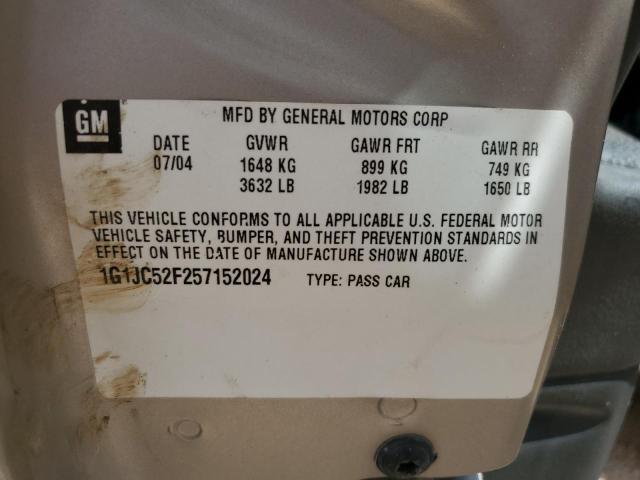 GM
MFD BY GENERAL MOTORS CORP
DATE GVWR GAWR FRT GAWR RR
07/04 1648 KG 899 KG 749 KG
3632 LB 1982 LB 1650 LB
THIS VEHICLE CONFORMS TO ALL APPLICABLE U.S. FEDERAL MOTOR
VEHICLE SAFETY, BUMPER, AND THEFT PREVENTION STANDARDS IN
EFFECT ON THE DATE OF MANUFACTURE SHOWN ABOVE.
1G1JC52F257152024 TYPE: PASS CAR